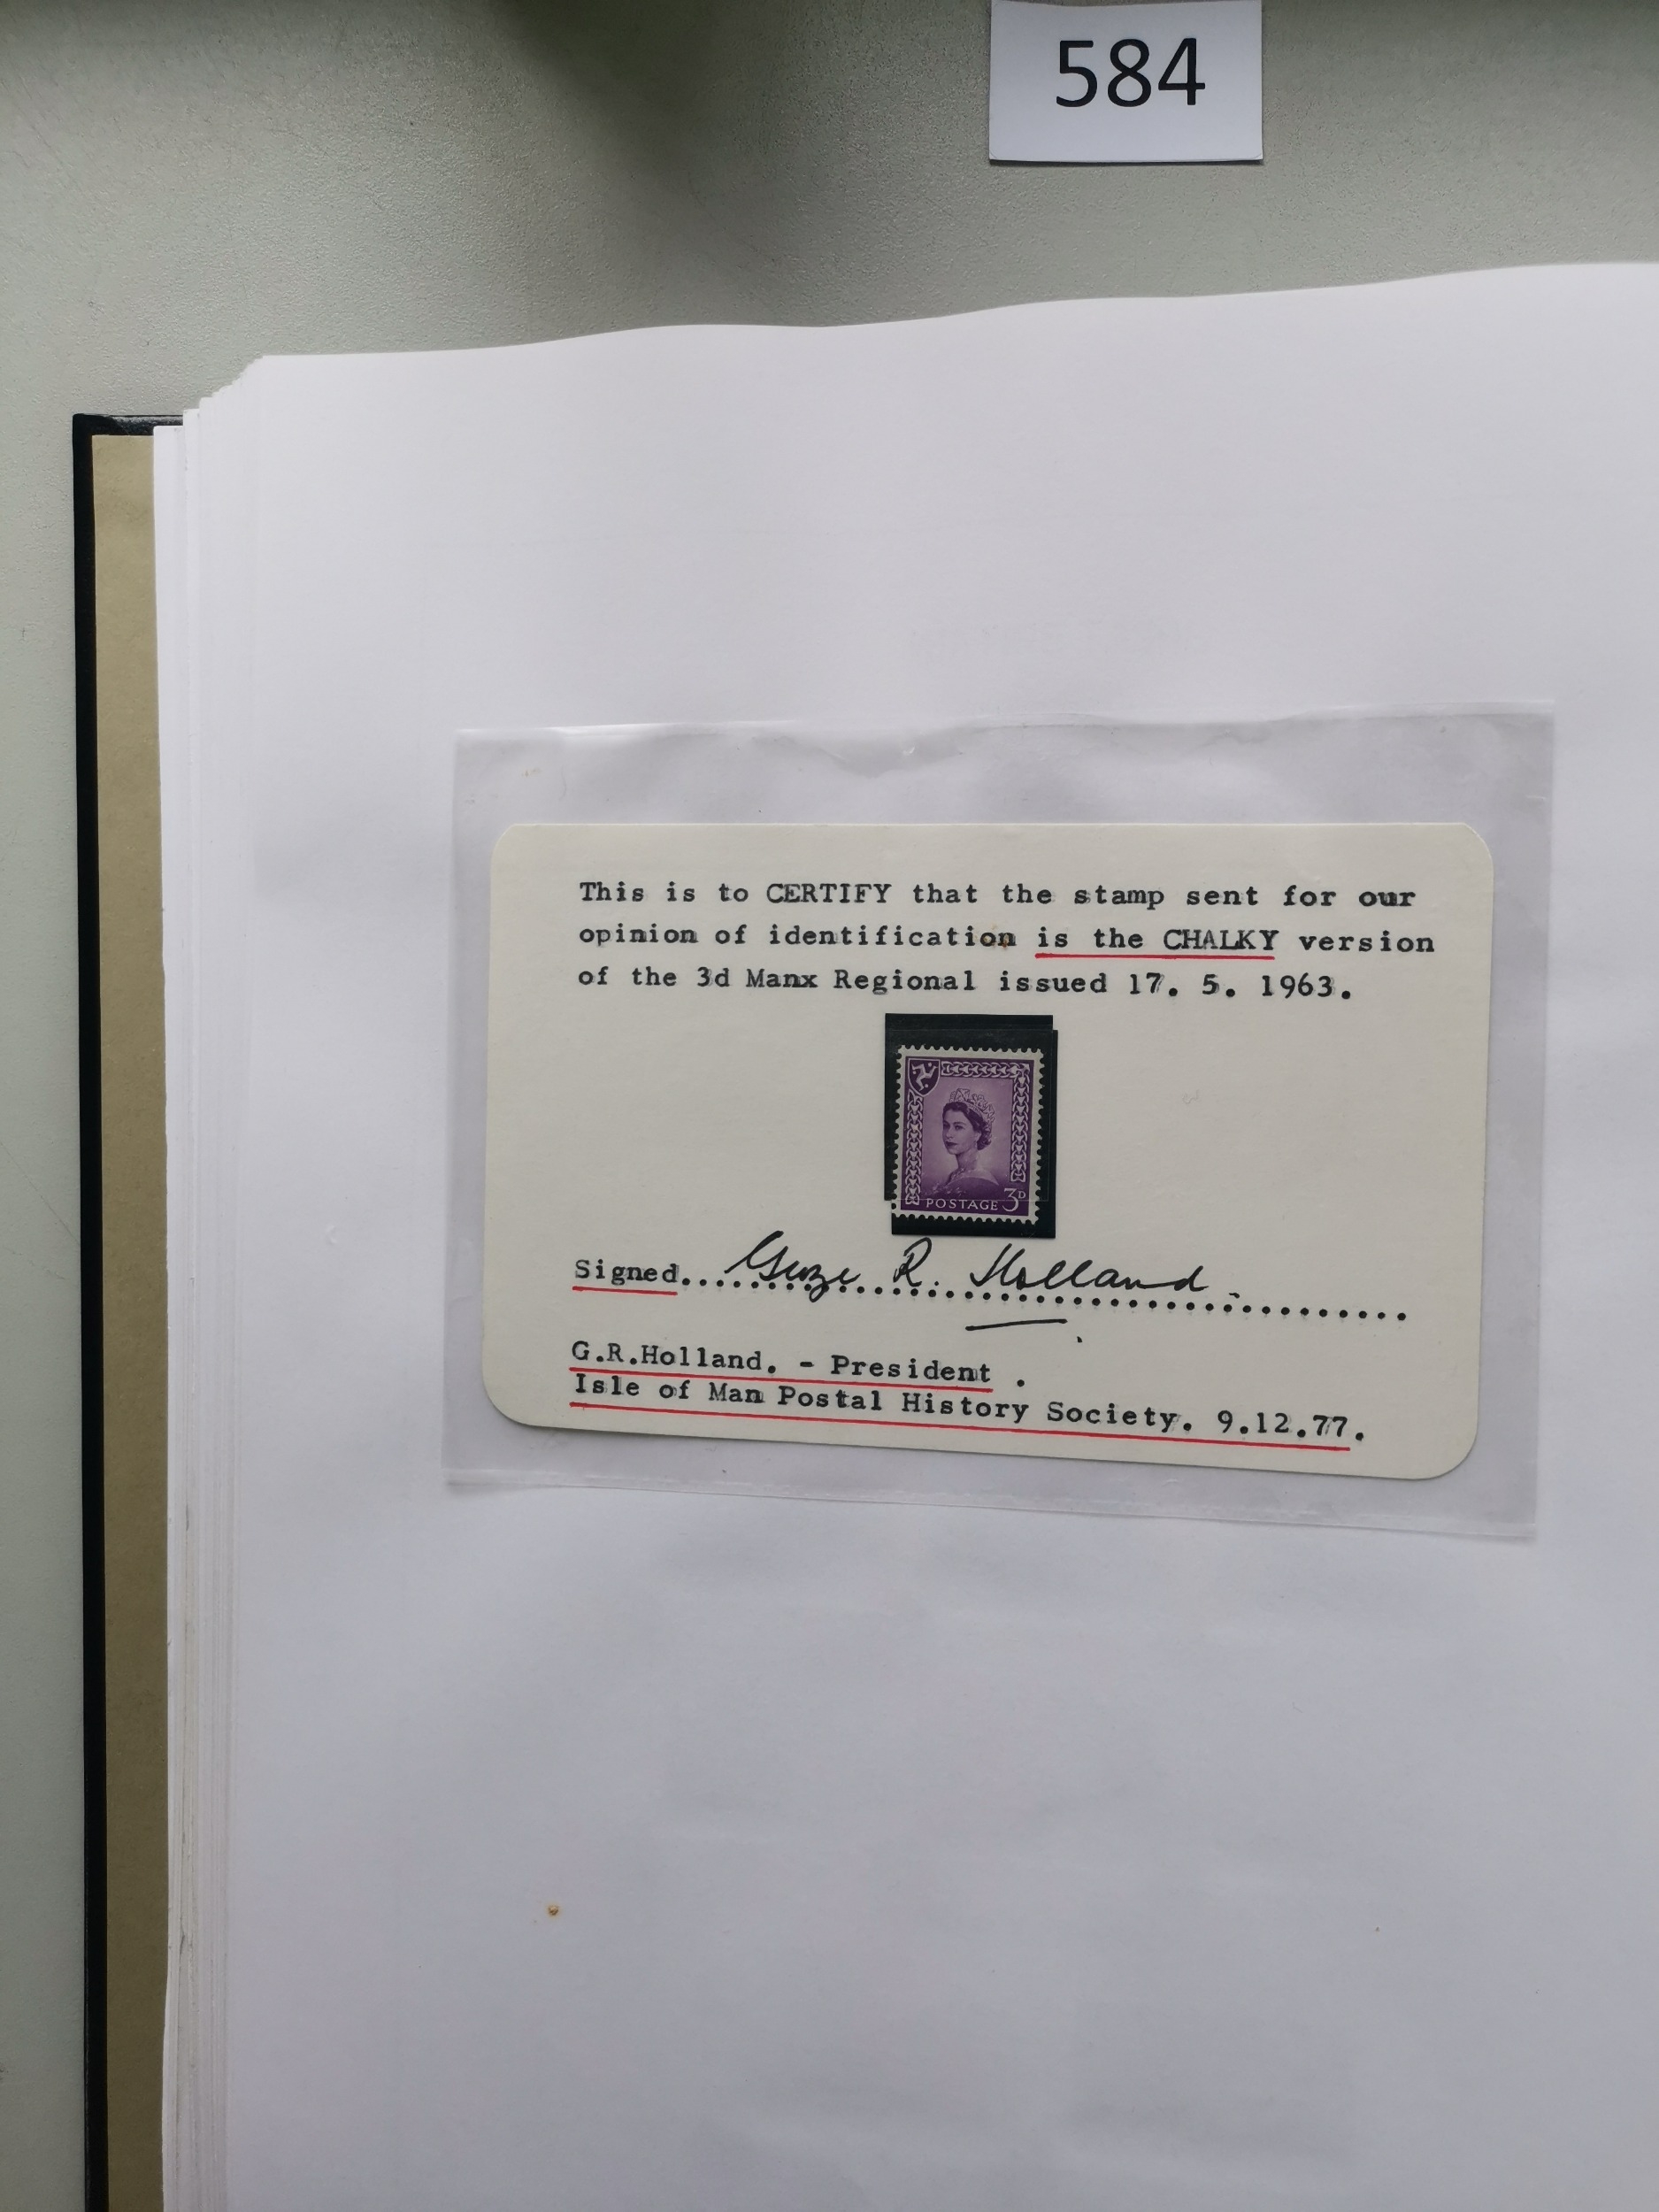 584
This is to CERTIFY that the stamp sent for our
opinion of identification is the CHALKY version
of the 3d Manx Regional issued 17. 5. 1963.
POSTAGE 3D
Signed.......George R. Holland.............
G.R.Holland. - President .
Isle of Man Postal History Society. 9.12.77.